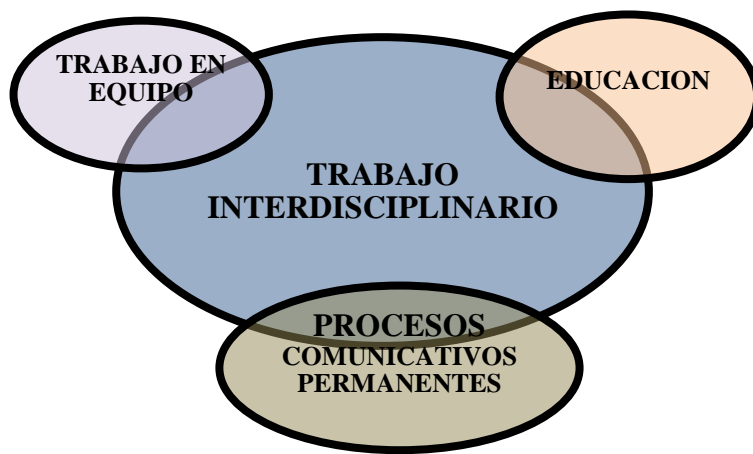 TRABAJO EN
EQUIPO
EDUCACION
TRABAJO
INTERDISCIPLINARIO
PROCESOS
COMUNICATIVOS
PERMANENTES